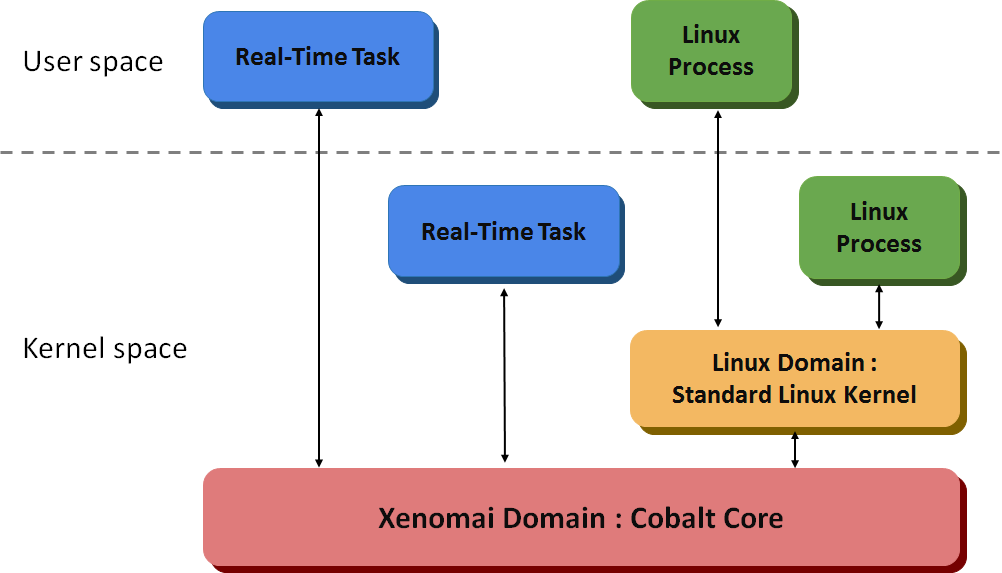 User space
Real-Time Task
Linux
Process
Real-Time Task
Linux
Process
Kernel space
Linux Domain :
Standard Linux Kernel
Xenomai Domain : Cobalt Core